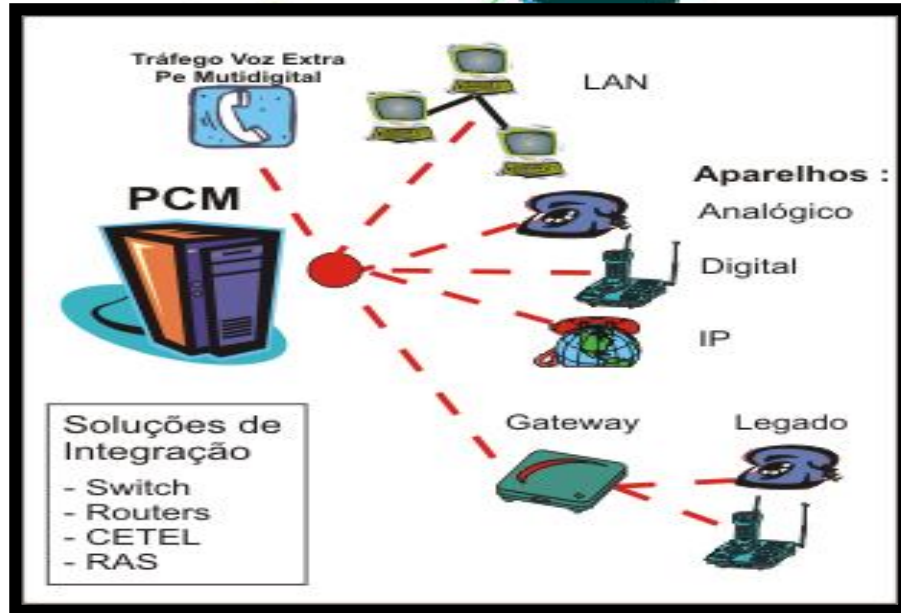 Tráfego Voz Extra
Pe Mutidigital
LAN
PCM
Aparelhos :
Analógico
Digital
IP
Gateway
Legado
Soluções de
Integração
- Switch
- Routers
- CETEL
- RAS